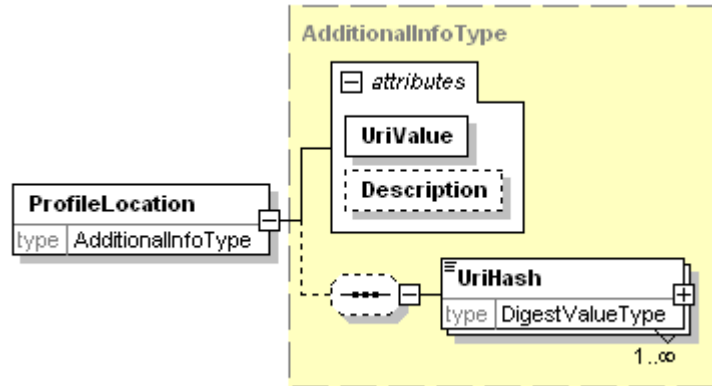 AdditionalInfoType
attributes
UriValue
Description
ProfileLocation
type AdditionalInfoType
UriHash
type DigestValueType
1..∞